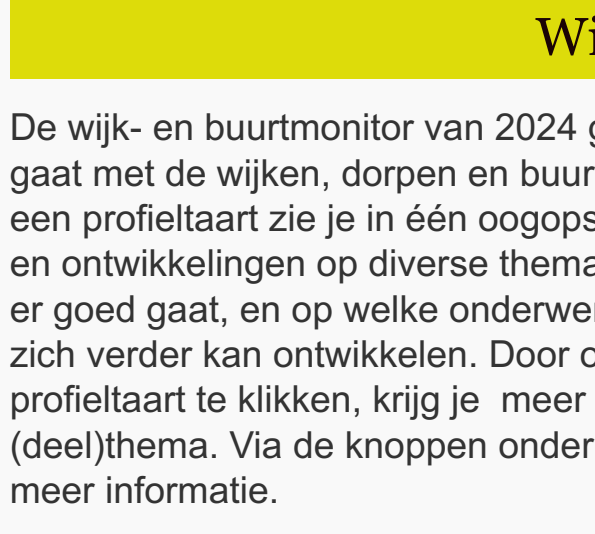 Wi
De wijk- en buurtmonitor van 2024 g
gaat met de wijken, dorpen en buur
een profieltaart zie je in één oogops
en ontwikkelingen op diverse thema
er goed gaat, en op welke onderwer
zich verder kan ontwikkelen. Door o
profieltaart te klikken, krijg je  meer
(deel)thema. Via de knoppen onder
meer informatie.